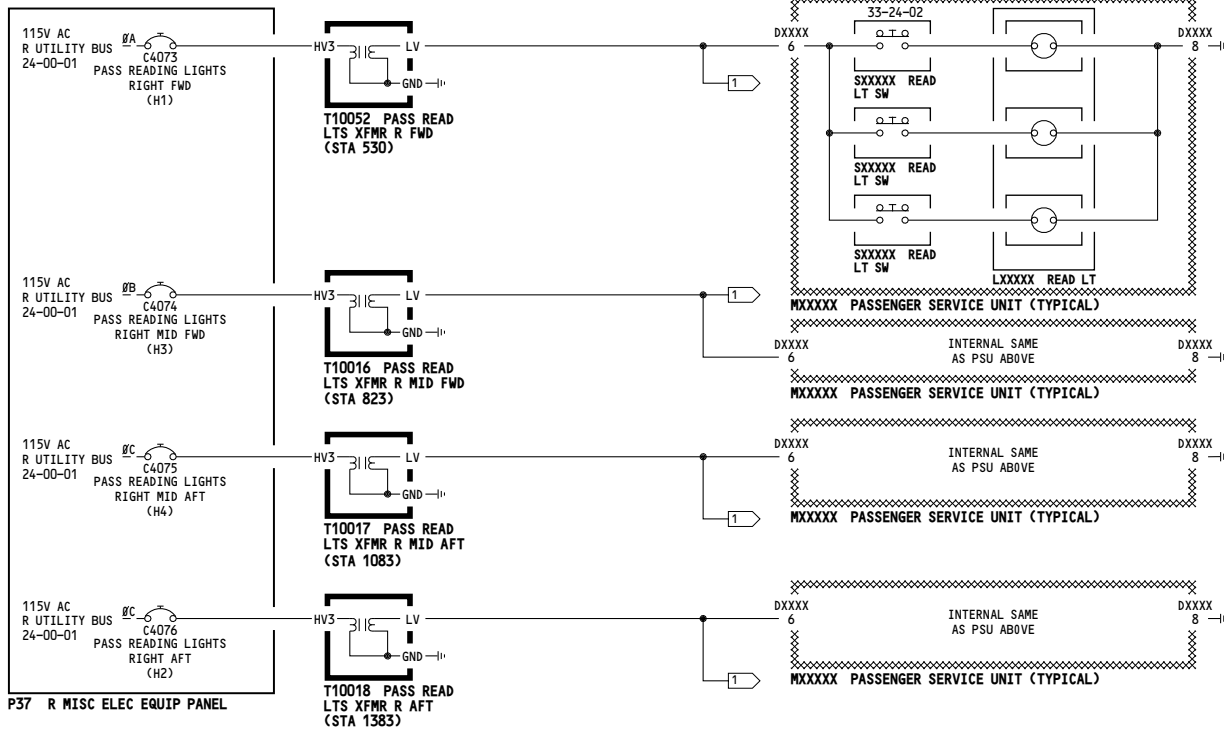 115V AC
R UTILITY BUS
24-00-01
ØA
C4073
PASS READING LIGHTS
RIGHT FWD
(H1)
HV3
LV
GND
T10052 PASS READ
LTS XFMR R FWD
(STA 530)
1
DXXXX
6
33-24-02
SXXXXX READ
LT SW
SXXXXX READ
LT SW
SXXXXX READ
LT SW
LXXXXX READ LT
DXXXX
8
MXXXXX PASSENGER SERVICE UNIT (TYPICAL)
115V AC
R UTILITY BUS
24-00-01
ØB
C4074
PASS READING LIGHTS
RIGHT MID FWD
(H3)
HV3
LV
GND
T10016 PASS READ
LTS XFMR R MID FWD
(STA 823)
1
DXXXX
6
INTERNAL SAME
AS PSU ABOVE
DXXXX
8
MXXXXX PASSENGER SERVICE UNIT (TYPICAL)
115V AC
R UTILITY BUS
24-00-01
ØC
C4075
PASS READING LIGHTS
RIGHT MID AFT
(H4)
HV3
LV
GND
T10017 PASS READ
LTS XFMR R MID AFT
(STA 1083)
1
DXXXX
6
INTERNAL SAME
AS PSU ABOVE
DXXXX
8
MXXXXX PASSENGER SERVICE UNIT (TYPICAL)
115V AC
R UTILITY BUS
24-00-01
ØC
C4076
PASS READING LIGHTS
RIGHT AFT
(H2)
HV3
LV
GND
T10018 PASS READ
LTS XFMR R AFT
(STA 1383)
1
DXXXX
6
INTERNAL SAME
AS PSU ABOVE
DXXXX
8
MXXXXX PASSENGER SERVICE UNIT (TYPICAL)
P37 R MISC ELEC EQUIP PANEL